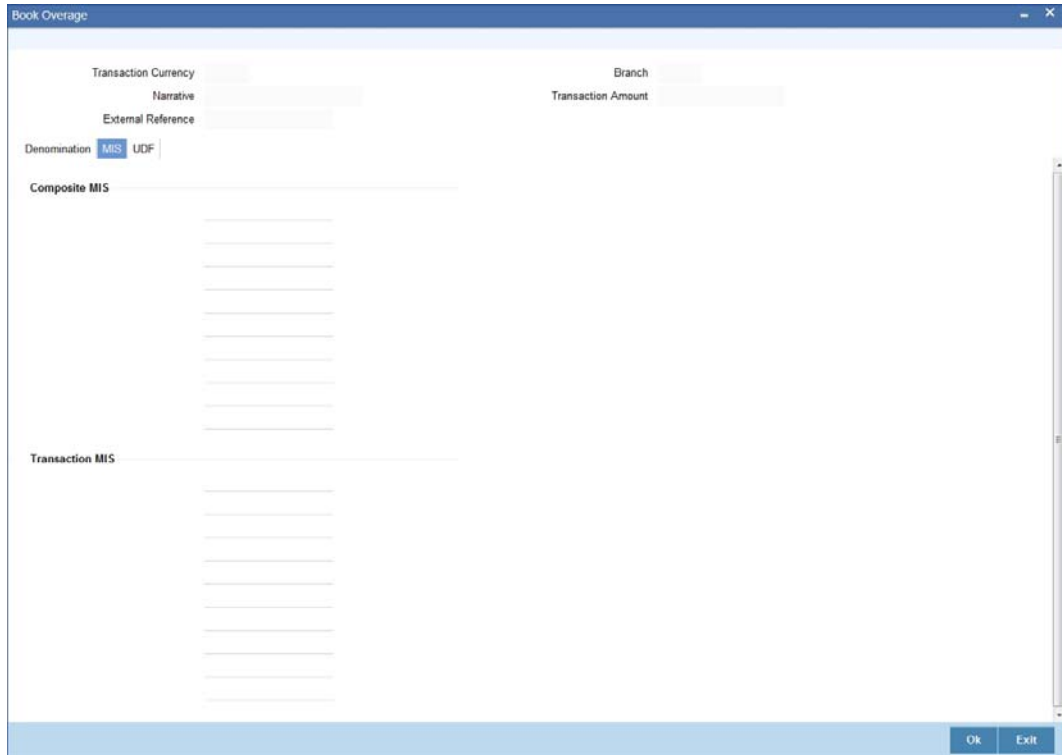 Book Overage
Transaction Currency Branch
Narrative Transaction Amount
External Reference
Denomination MIS UDF
Composite MIS
Transaction MIS
Ok Exit